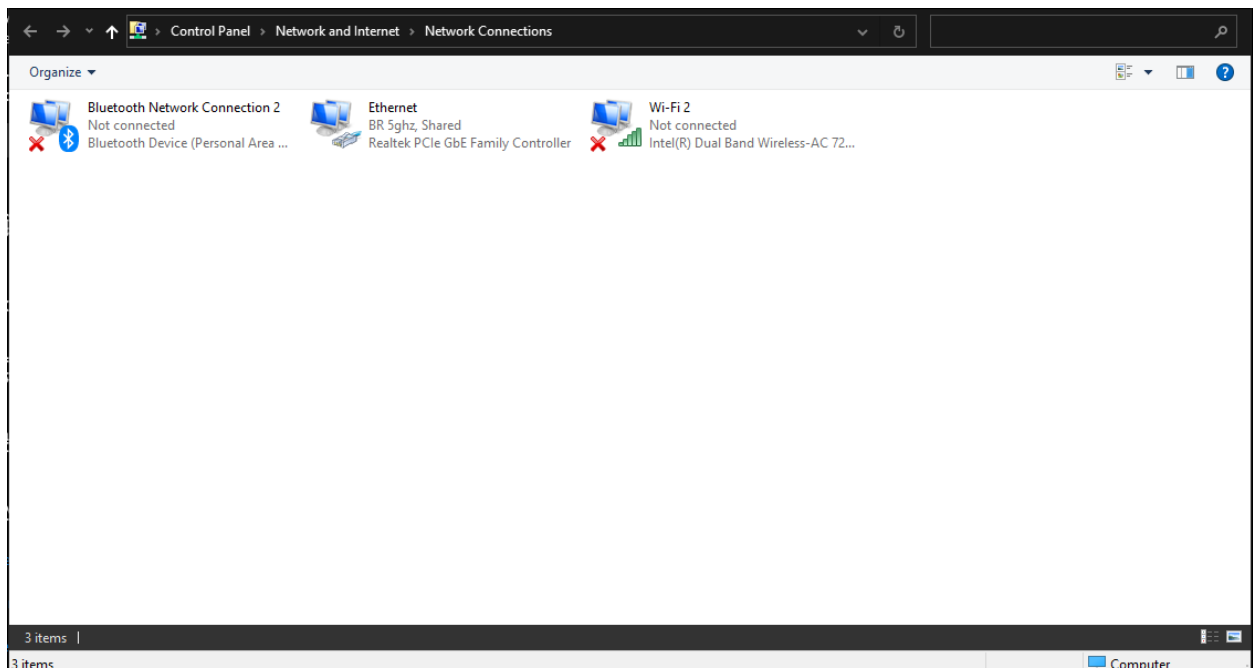 Control Panel > Network and Internet > Network Connections
Organize
Bluetooth Network Connection 2
Not connected
Bluetooth Device (Personal Area ...
Ethernet
BR 5ghz, Shared
Realtek PCIe GbE Family Controller
Wi-Fi 2
Not connected
Intel(R) Dual Band Wireless-AC 72...
3 items
3 items
Computer